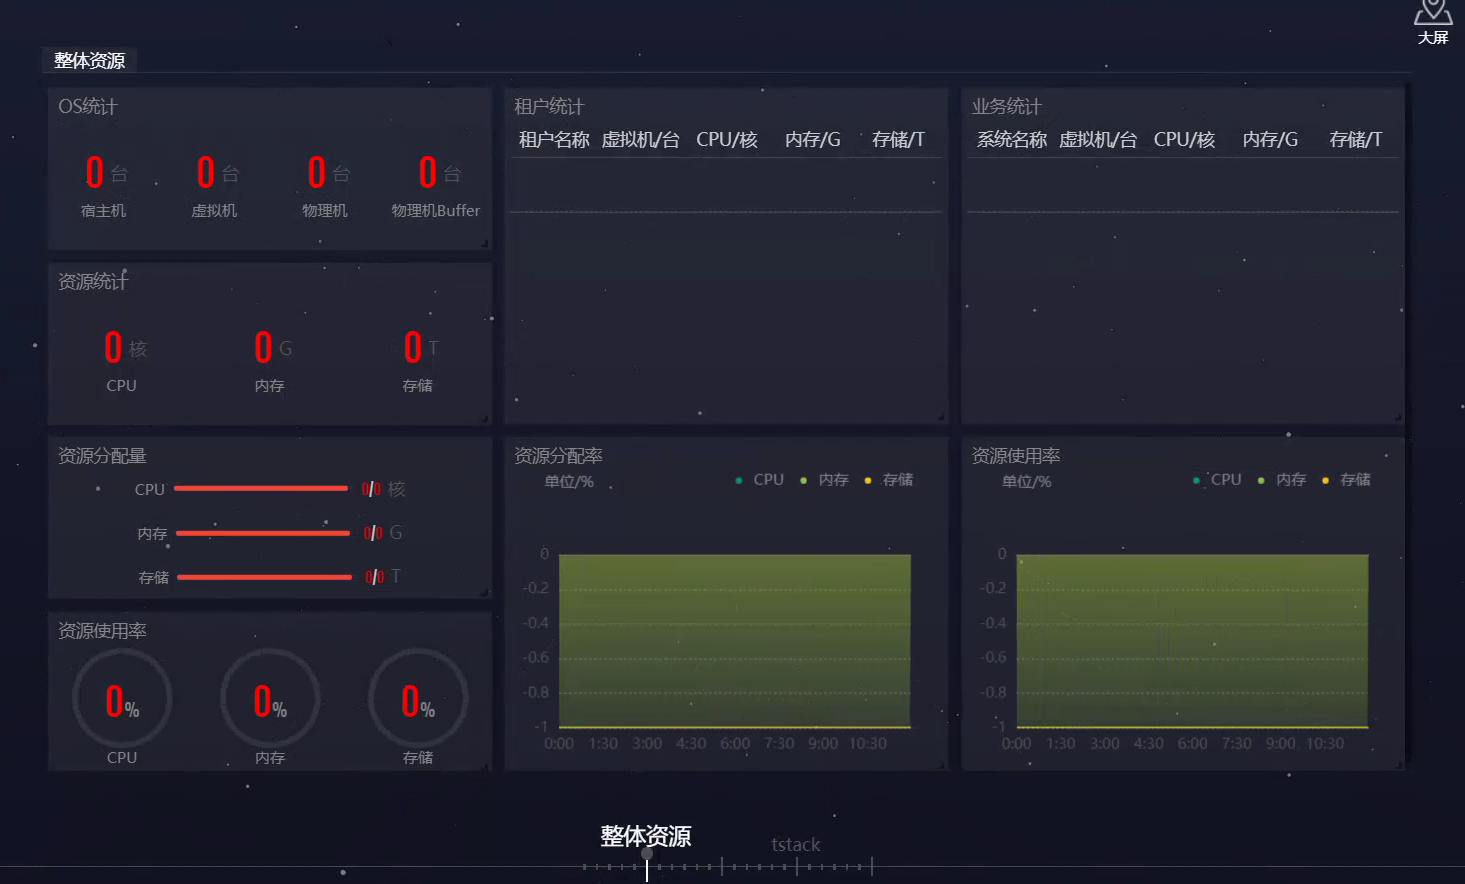 大屏
整体资源
OS统计
0台 0台 0台 0台
宿主机 虚拟机 物理机 物理机Buffer
资源统计
0核 0G 0T
CPU 内存 存储
资源分配量
CPU 0/0 核
内存 0/0 G
存储 0/0 T
资源使用率
0% 0% 0%
CPU 内存 存储
租户统计
租户名称 虚拟机/台 CPU/核 内存/G 存储/T
业务统计
系统名称 虚拟机/台 CPU/核 内存/G 存储/T
资源分配率
单位/% CPU 内存 存储
0
-0.2
-0.4
-0.6
-0.8
-1
0:00 1:30 3:00 4:30 6:00 7:30 9:00 10:30
资源使用率
单位/% CPU 内存 存储
0
-0.2
-0.4
-0.6
-0.8
-1
0:00 1:30 3:00 4:30 6:00 7:30 9:00 10:30
整体资源 tstack